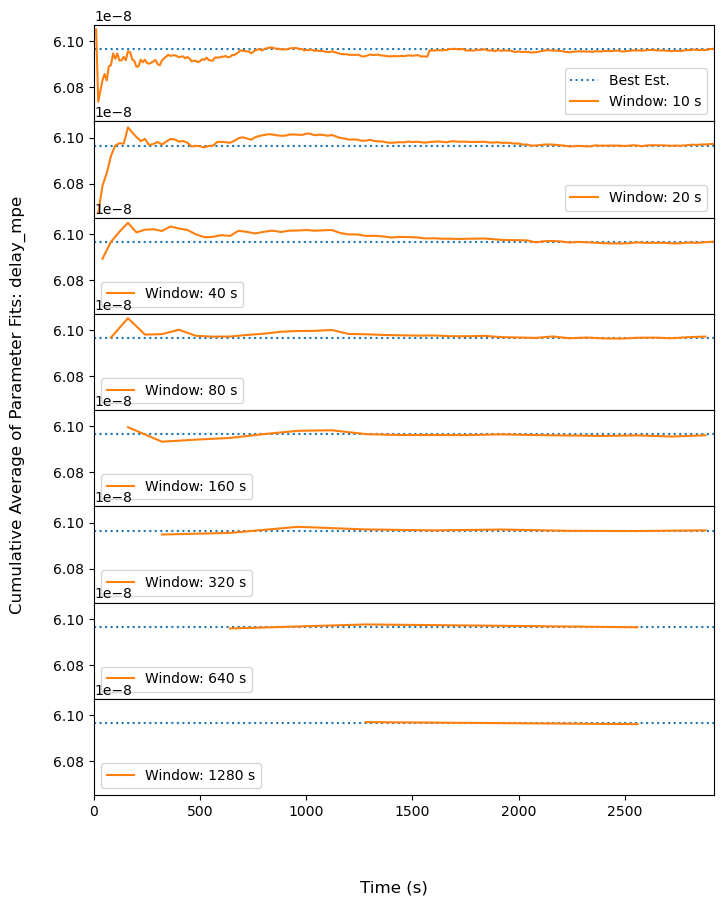 1e−8
6.10
6.08
Best Est.
Window: 10 s
1e−8
6.10
6.08
Window: 20 s
1e−8
6.10
6.08
Window: 40 s
1e−8
6.10
6.08
Window: 80 s
1e−8
6.10
6.08
Window: 160 s
1e−8
6.10
6.08
Window: 320 s
1e−8
6.10
6.08
Window: 640 s
1e−8
6.10
6.08
Window: 1280 s
0
500
1000
1500
2000
2500
Time (s)
Cumulative Average of Parameter Fits: delay_mpe